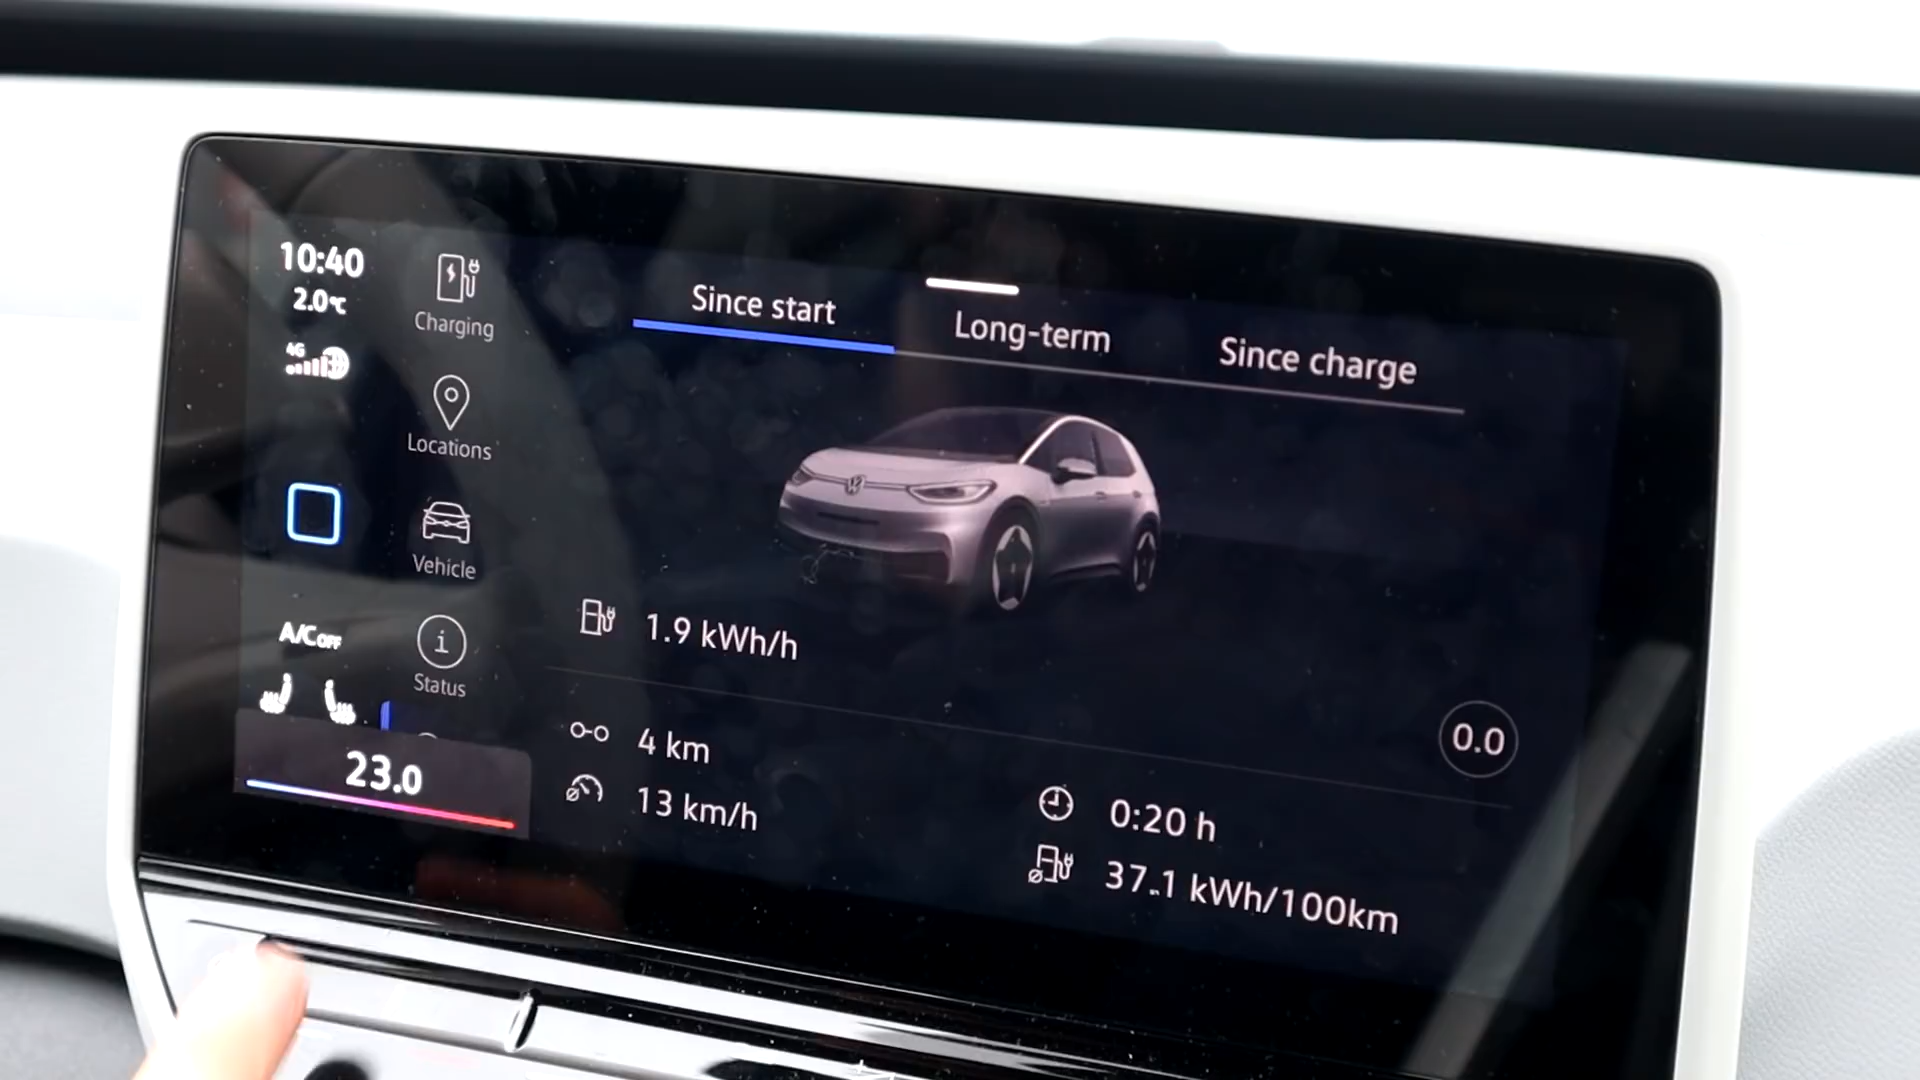 10:40
2.0℃
4G
Charging
Locations
Vehicle
A/C OFF
Status
23.0
Since start
Long-term
Since charge
1.9 kWh/h
0.0
4 km
13 km/h
0:20 h
37.1 kWh/100km